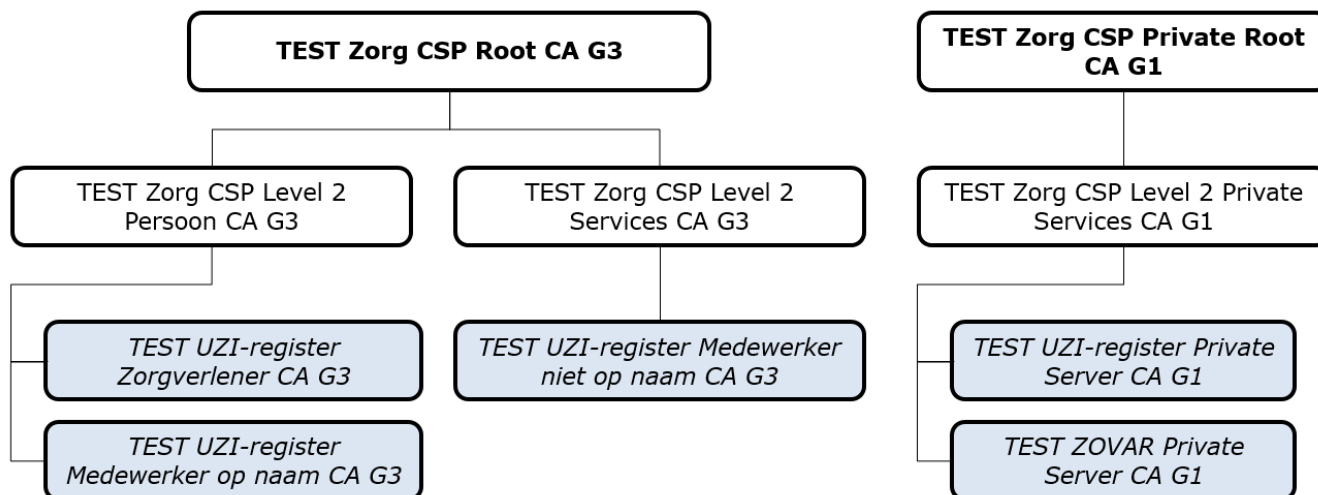 TEST Zorg CSP Root CA G3
TEST Zorg CSP Private Root
CA G1
TEST Zorg CSP Level 2
Persoon CA G3
TEST Zorg CSP Level 2
Services CA G3
TEST Zorg CSP Level 2 Private
Services CA G1
TEST UZI-register
Zorgverlener CA G3
TEST UZI-register Medewerker
niet op naam CA G3
TEST UZI-register Private
Server CA G1
TEST UZI-register
Medewerker op naam CA G3
TEST ZOVAR Private
Server CA G1